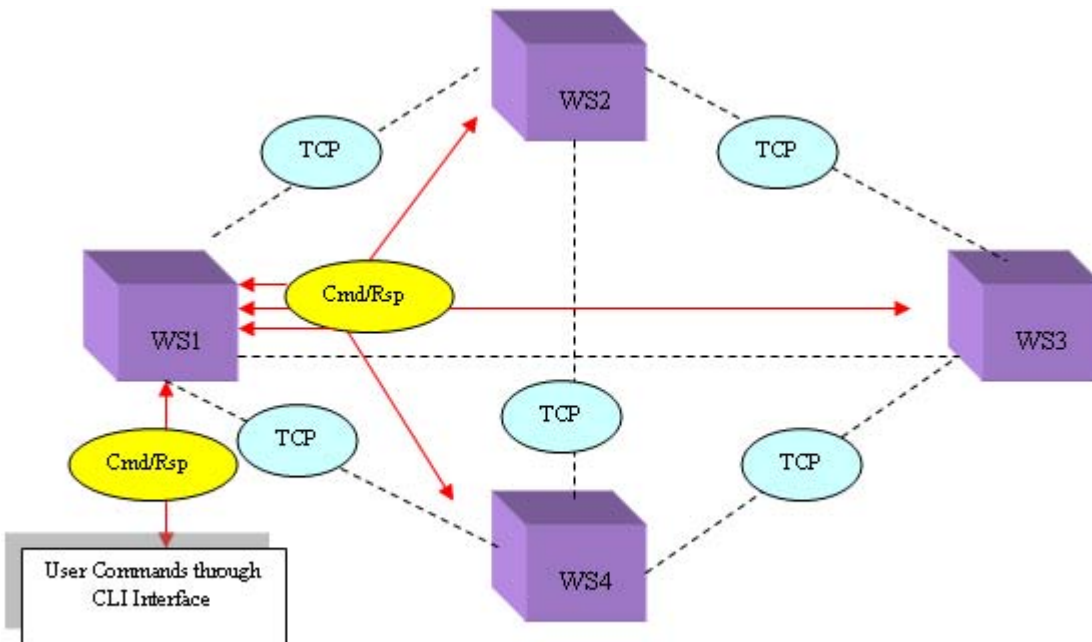 WS2
TCP
TCP
Cmd/Rsp
WS1
WS3
TCP
TCP
Cmd/Rsp
TCP
WS4
User Commands through
CLI Interface